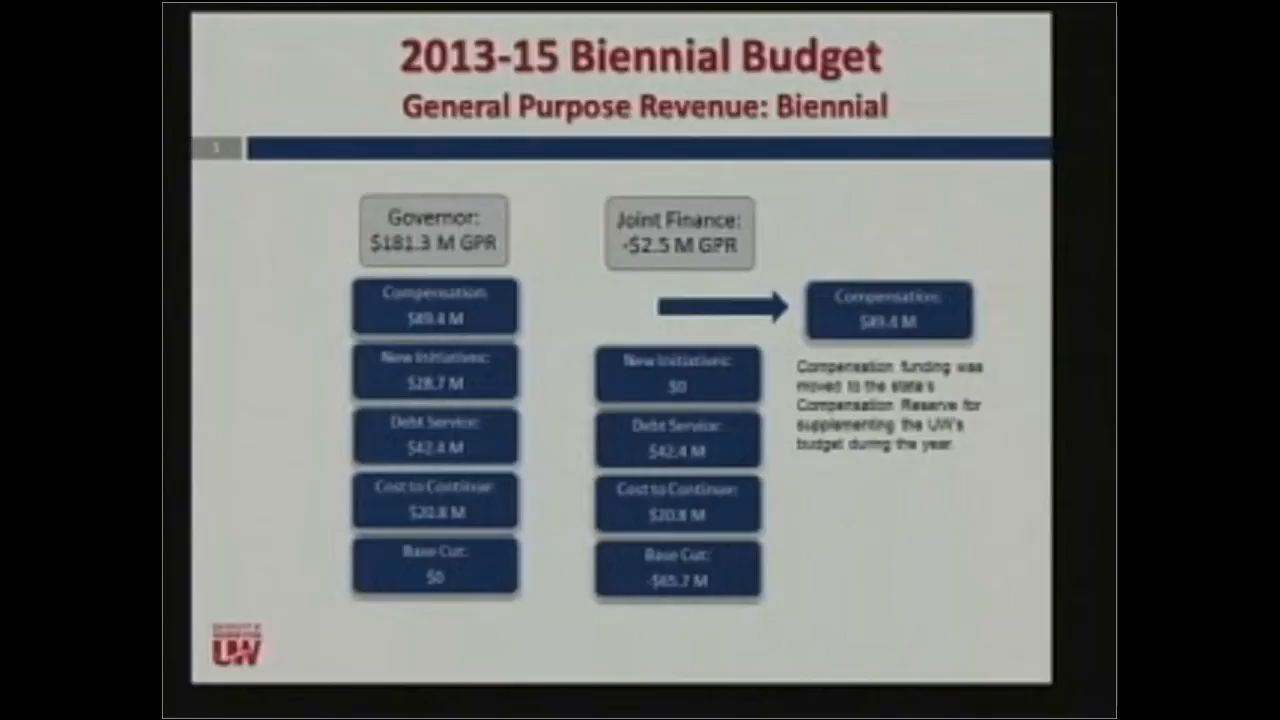 2013-15 Biennial Budget
General Purpose Revenue: Biennial
1
Governor:
$181.3 M GPR
Compensation:
$89.4 M
New Initiatives:
$28.7 M
Debt Service:
$42.4 M
Cost to Continue:
$20.8 M
Base Cut:
$0
Joint Finance:
-$2.5 M GPR
New Initiatives:
$0
Debt Service:
$42.4 M
Cost to Continue:
$20.8 M
Base Cut:
-$65.7 M
Compensation:
$89.4 M
Compensation funding was
moved to the state's
Compensation Reserve for
supplementing the UW's
budget during the year.
UW